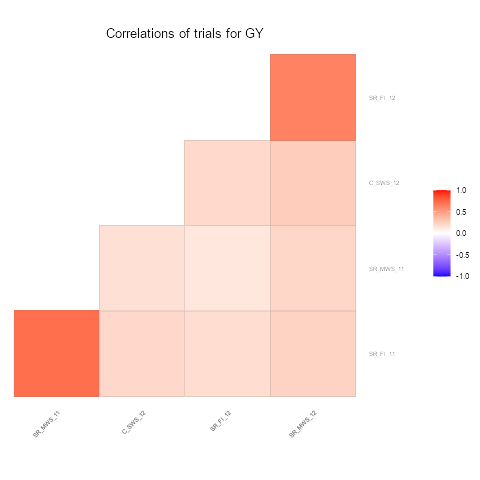 Correlations of trials for GY
SR_FI_12
C_SWS_12
SR_MWS_11
SR_FI_11
1.0
0.5
0.0
-0.5
-1.0
SR_MWS_11
C_SWS_12
SR_FI_12
SR_MWS_12